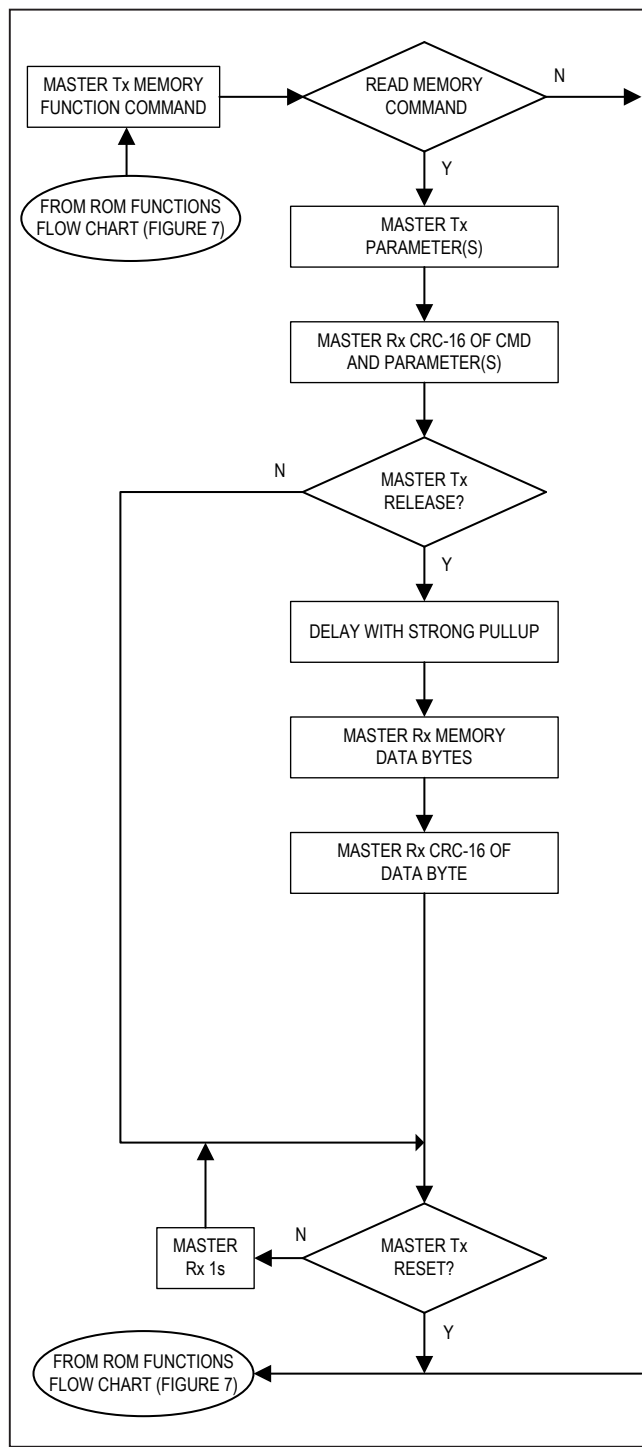 MASTER Tx MEMORY
FUNCTION COMMAND
READ MEMORY
COMMAND
N
Y
FROM ROM FUNCTIONS
FLOW CHART (FIGURE 7)
MASTER Tx
PARAMETER(S)
MASTER Rx CRC-16 OF CMD
AND PARAMETER(S)
N
MASTER Tx
RELEASE?
Y
DELAY WITH STRONG PULLUP
MASTER Rx MEMORY
DATA BYTES
MASTER Rx CRC-16 OF
DATA BYTE
MASTER
Rx 1s
N
MASTER Tx
RESET?
Y
FROM ROM FUNCTIONS
FLOW CHART (FIGURE 7)